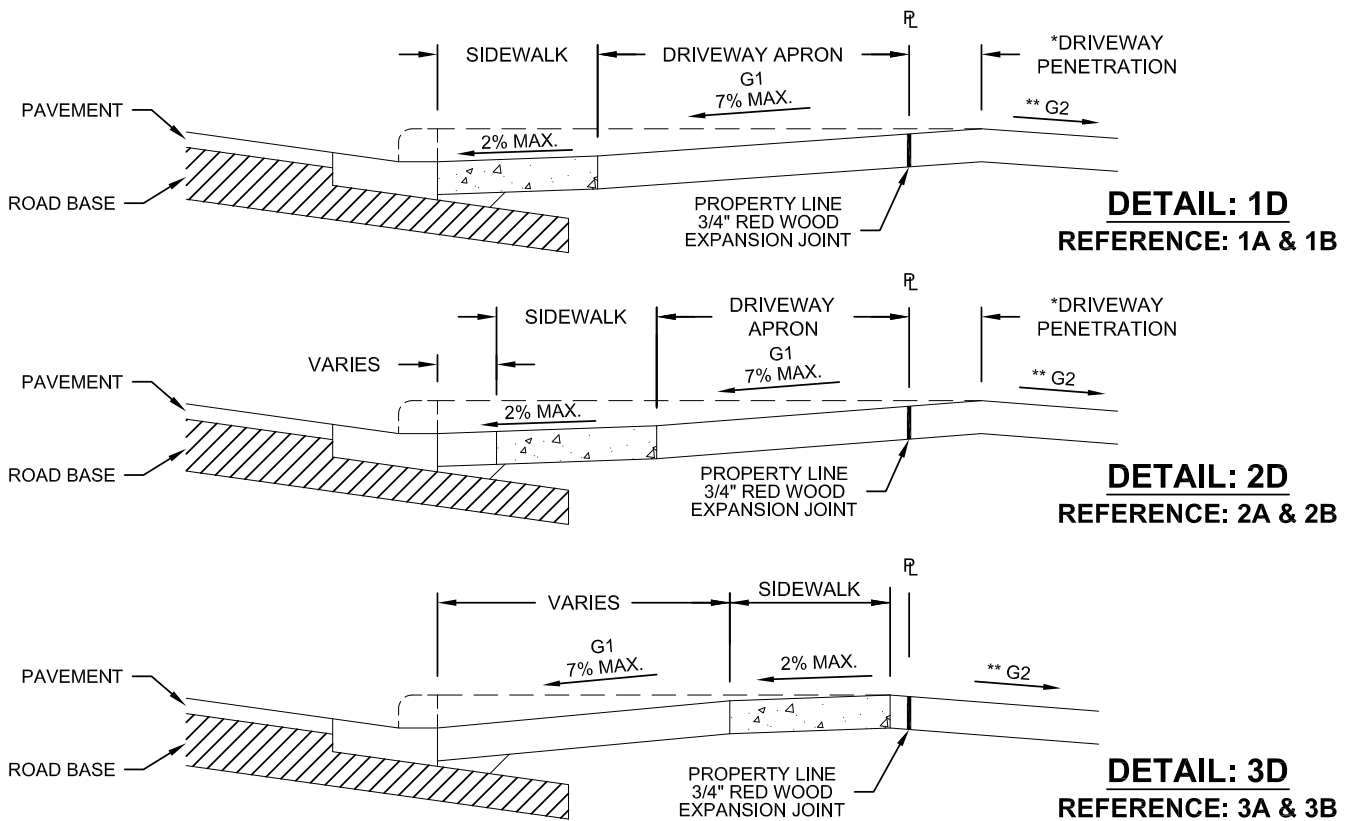 ℄
SIDEWALK
DRIVEWAY APRON
*DRIVEWAY
PENETRATION
G1
7% MAX.
** G2
PAVEMENT
2% MAX.
ROAD BASE
PROPERTY LINE
3/4" RED WOOD
EXPANSION JOINT
DETAIL: 1D
REFERENCE: 1A & 1B
PL
SIDEWALK
DRIVEWAY
APRON
*DRIVEWAY
PENETRATION
VARIES
G1
7% MAX.
** G2
PAVEMENT
2% MAX.
ROAD BASE
PROPERTY LINE
3/4" RED WOOD
EXPANSION JOINT
DETAIL: 2D
REFERENCE: 2A & 2B
PL
VARIES
SIDEWALK
G1
7% MAX.
2% MAX.
** G2
PAVEMENT
ROAD BASE
PROPERTY LINE
3/4" RED WOOD
EXPANSION JOINT
DETAIL: 3D
REFERENCE: 3A & 3B